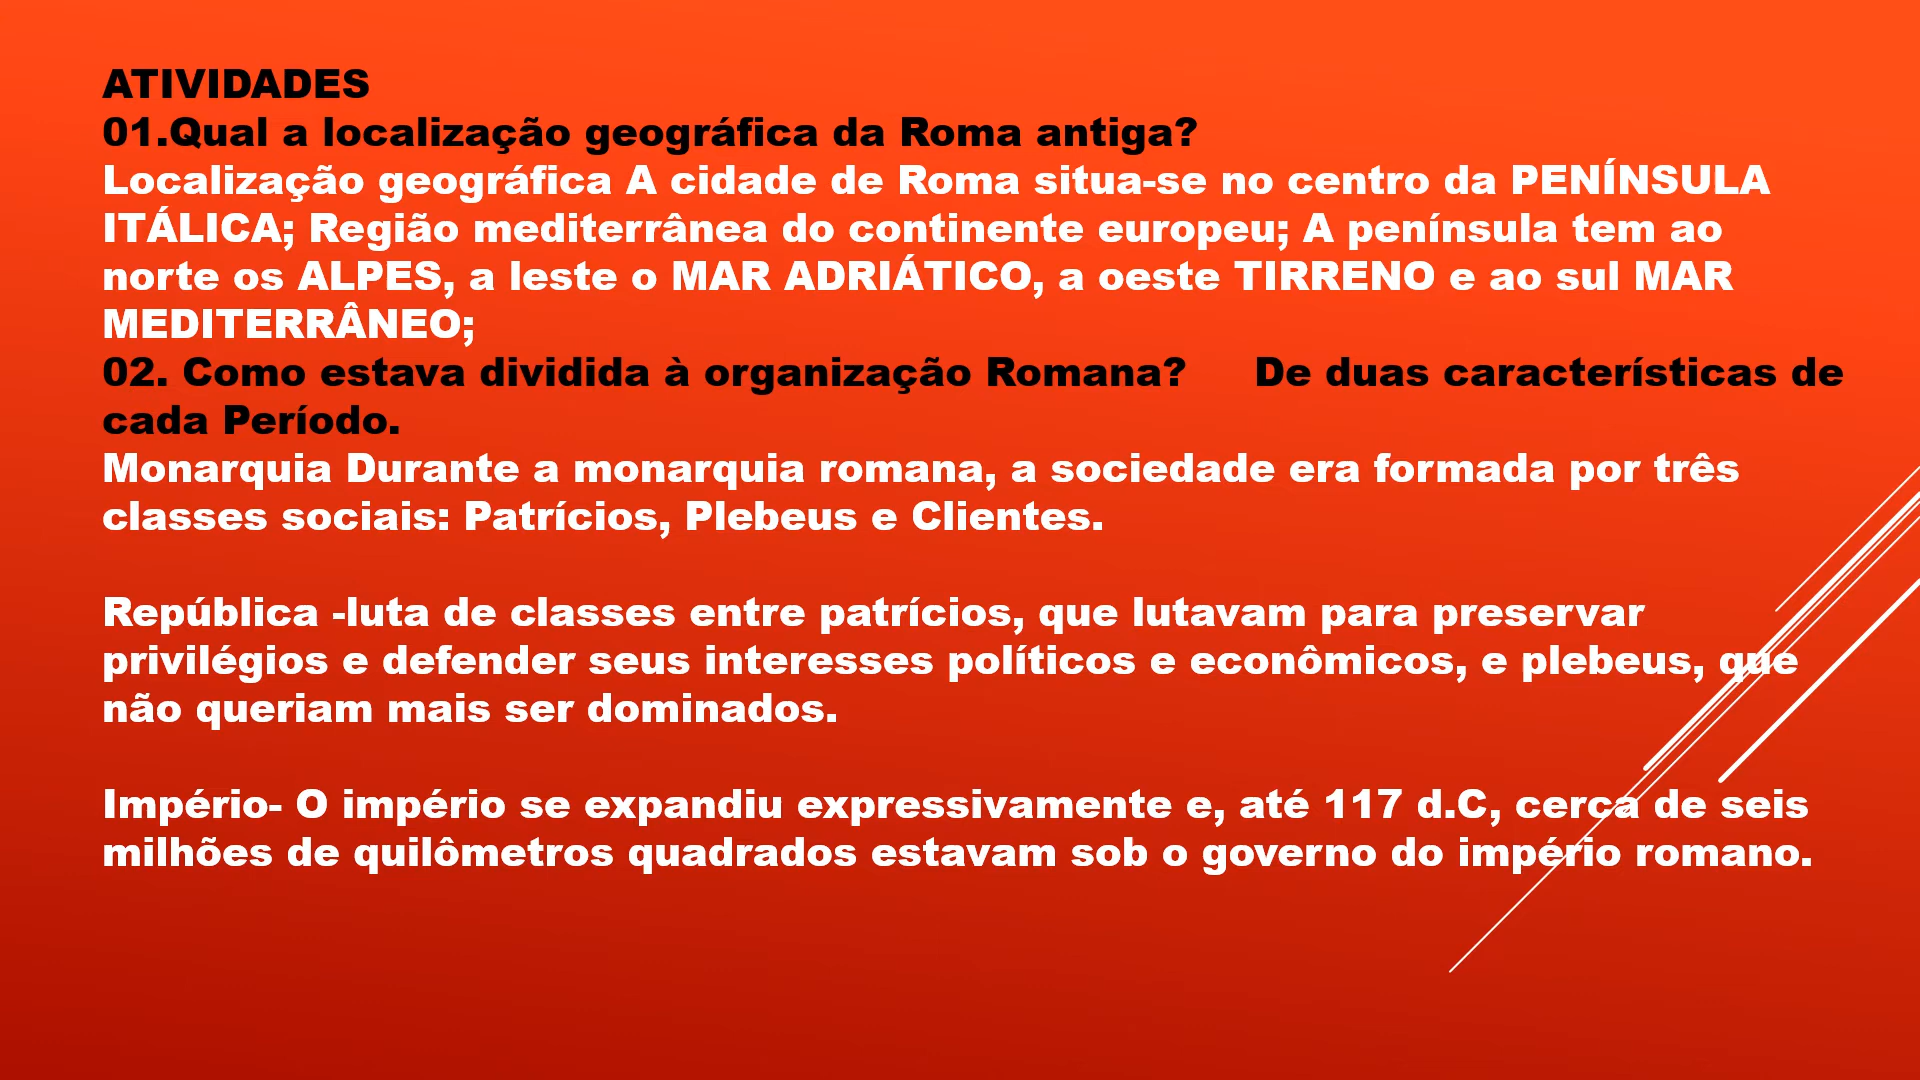 ATIVIDADES
01.Qual a localização geográfica da Roma antiga?
Localização geográfica A cidade de Roma situa-se no centro da PENÍNSULA
ITÁLICA; Região mediterrânea do continente europeu; A península tem ao
norte os ALPES, a leste o MAR ADRIÁTICO, a oeste TIRRENO e ao sul MAR
MEDITERRÂNEO;
02. Como estava dividida à organização Romana? De duas características de
cada Período.
Monarquia Durante a monarquia romana, a sociedade era formada por três
classes sociais: Patrícios, Plebeus e Clientes.
República -luta de classes entre patrícios, que lutavam para preservar
privilégios e defender seus interesses políticos e econômicos, e plebeus, que
não queriam mais ser dominados.
Império- O império se expandiu expressivamente e, até 117 d.C, cerca de seis
milhões de quilômetros quadrados estavam sob o governo do império romano.